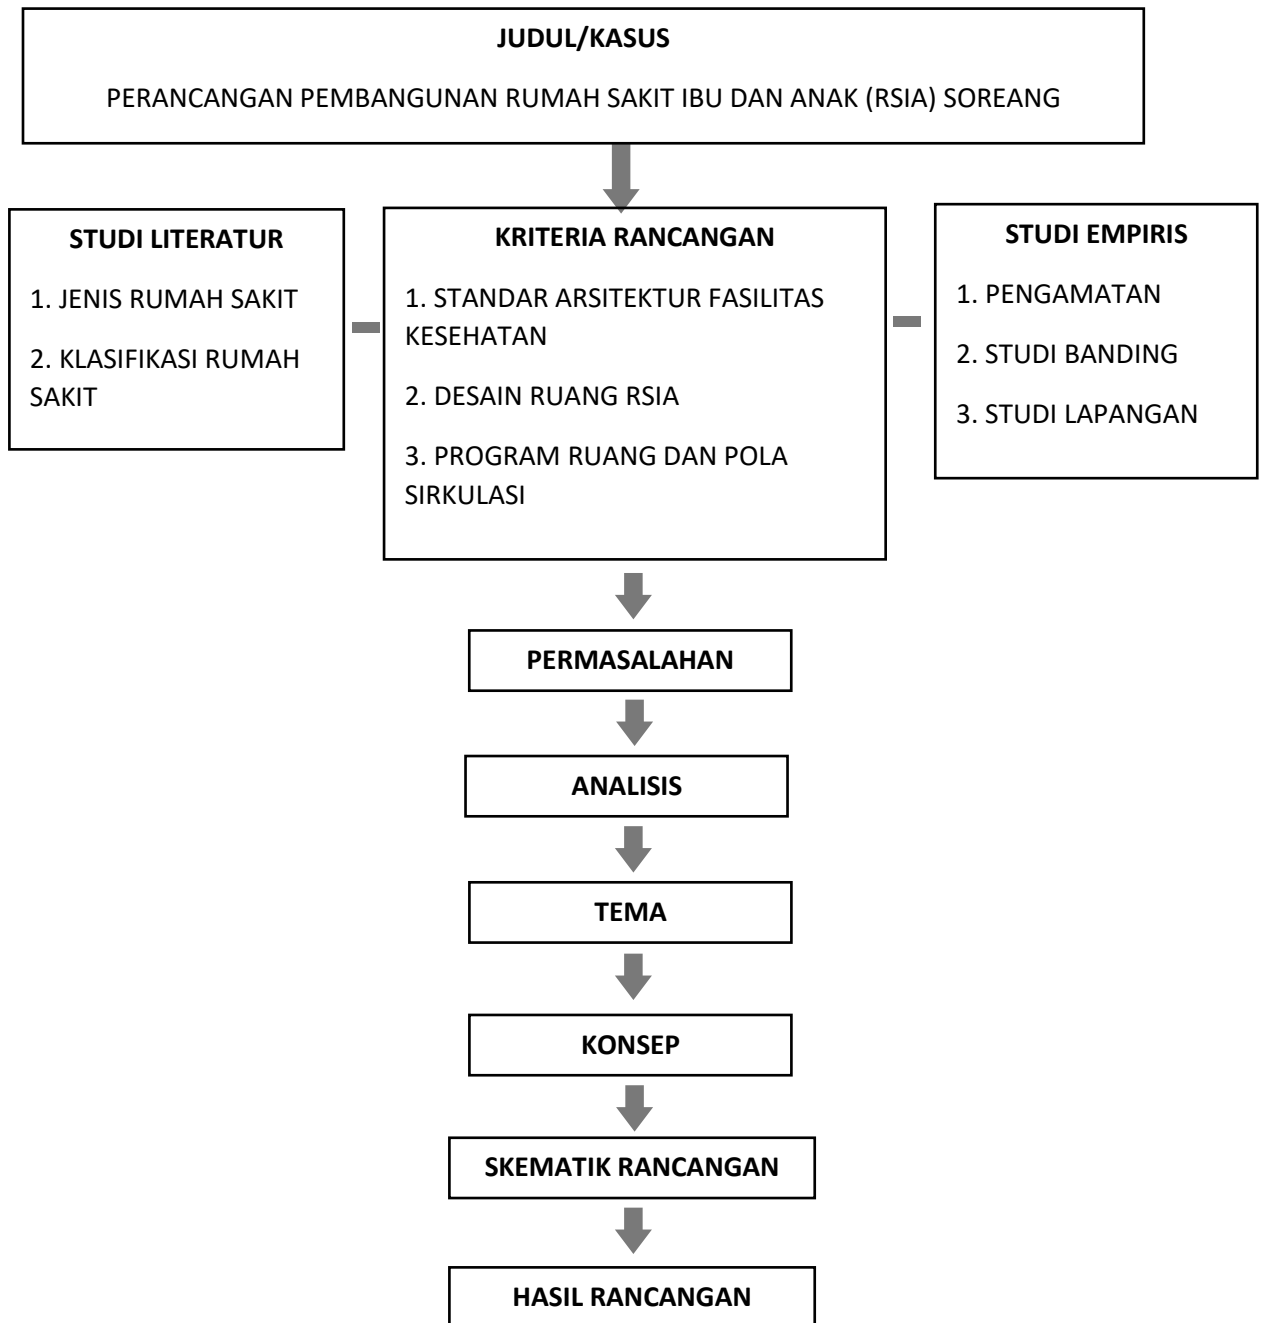 JUDUL/KASUS
PERANCANGAN PEMBANGUNAN RUMAH SAKIT IBU DAN ANAK (RSIA) SOREANG
STUDI LITERATUR
1. JENIS RUMAH SAKIT
2. KLASIFIKASI RUMAH
SAKIT
KRITERIA RANCANGAN
1. STANDAR ARSITEKTUR FASILITAS
KESEHATAN
2. DESAIN RUANG RSIA
3. PROGRAM RUANG DAN POLA
SIRKULASI
STUDI EMPIRIS
1. PENGAMATAN
2. STUDI BANDING
3. STUDI LAPANGAN
PERMASALAHAN
ANALISIS
TEMA
KONSEP
SKEMATIK RANCANGAN
HASIL RANCANGAN